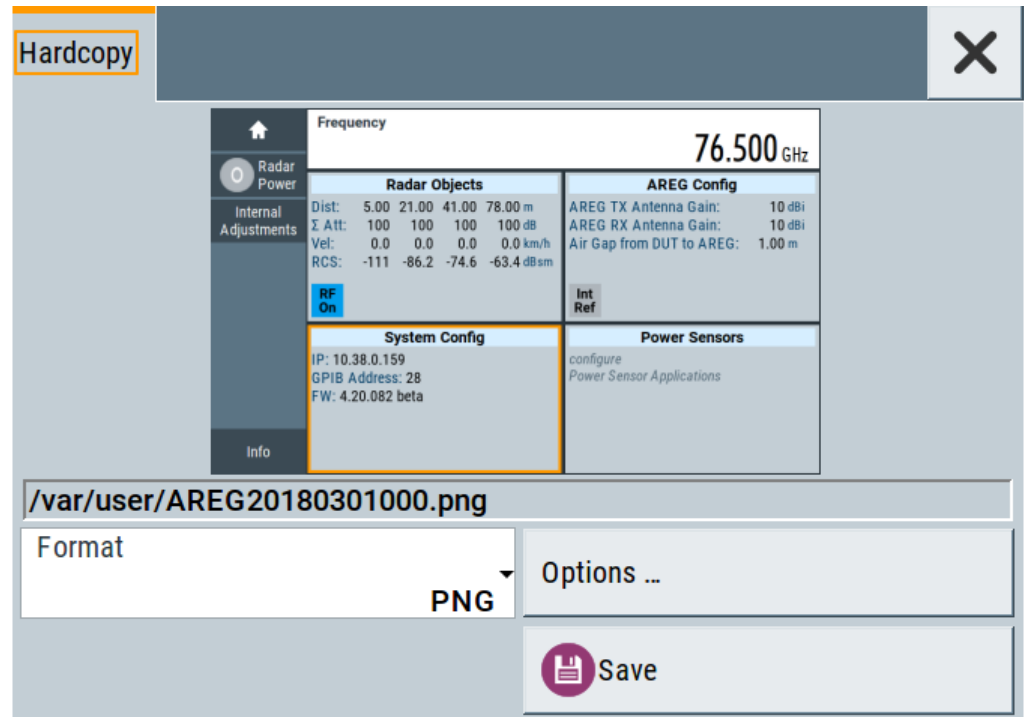 Hardcopy
Frequency
76.500 GHz
Radar
Power
Internal
Adjustments
Info
Radar Objects
Dist: 5.00 21.00 41.00 78.00 m
Σ Att: 100 100 100 100 dB
Vel: 0.0 0.0 0.0 0.0 km/h
RCS: -111 -86.2 -74.6 -63.4 dBsm
RF
On
AREG Config
AREG TX Antenna Gain: 10 dBi
AREG RX Antenna Gain: 10 dBi
Air Gap from DUT to AREG: 1.00 m
Int
Ref
System Config
IP: 10.38.0.159
GPIB Address: 28
FW: 4.20.082 beta
Power Sensors
configure
Power Sensor Applications
/var/user/AREG20180301000.png
Format
PNG
Options ...
Save